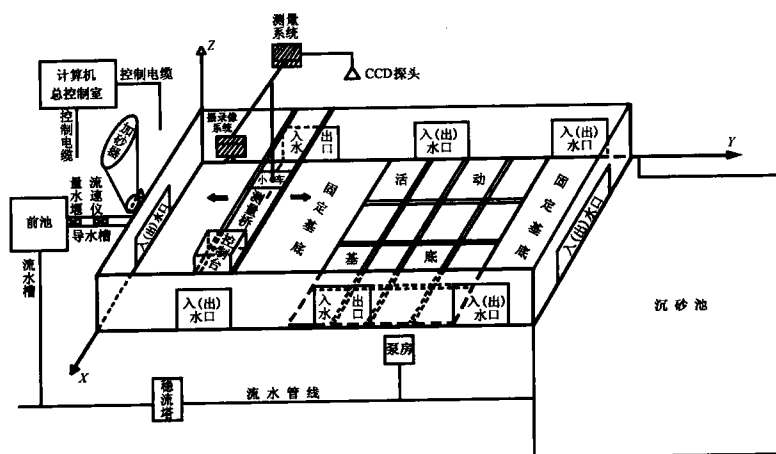 测量
系统
Z
CCD探头
计算机
总控制室
控制电缆
控制电缆
加砂器
摄录像
系统
入
水
出
口
入(出)
水口
入(出)
水口
Y
小车
测量桥
控制台
固定基底
活
动
基
底
固定基底
量水堰
流速仪
前池
导水槽
入(出)水口
入(出)水口
流水槽
入(出)
水口
入
水
出
口
入(出)
水口
沉砂池
X
泵房
稳流塔
流水管线